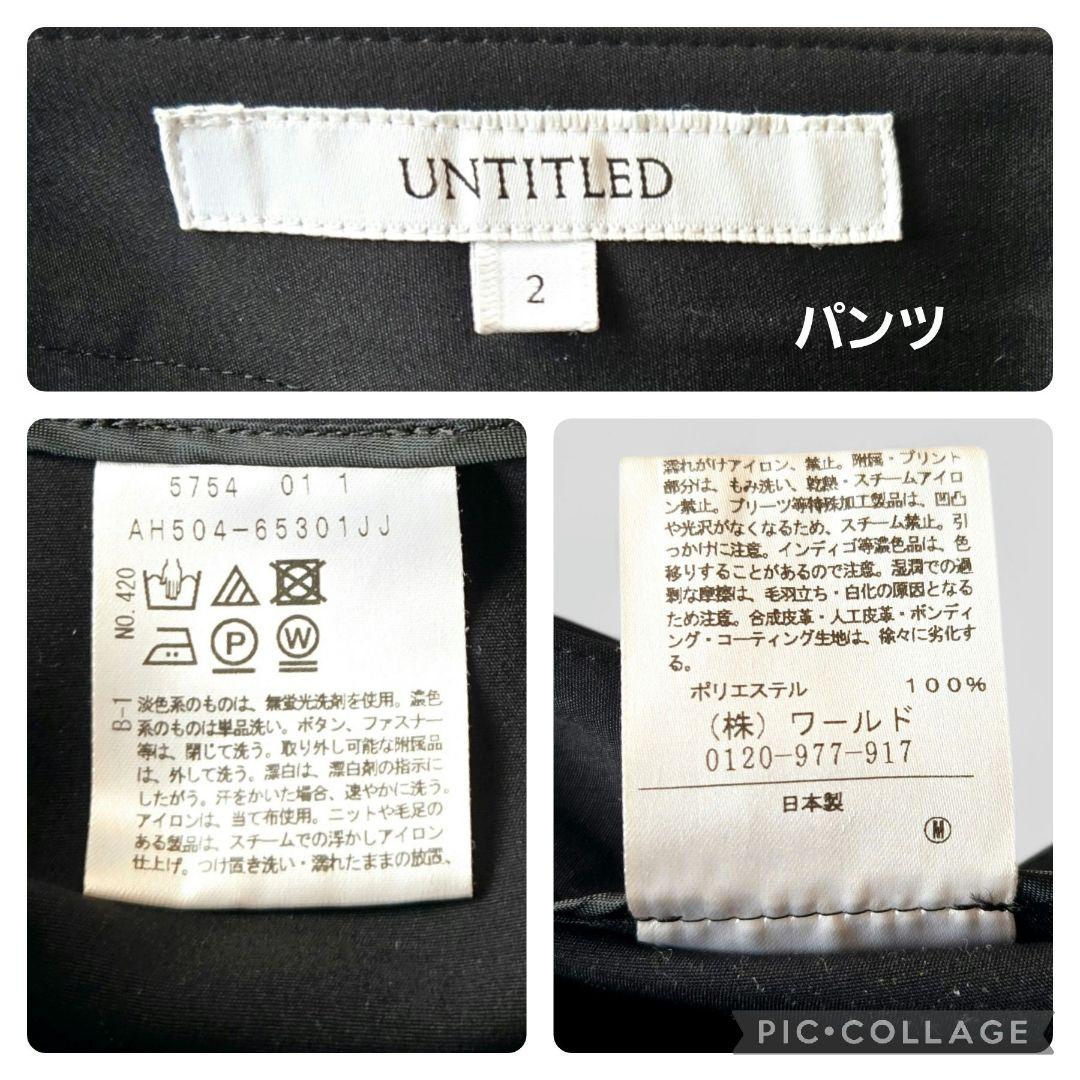 UNTITLED
2
パンツ
5754 01 1
AH504-65301JJ
NO.420
P
W
B-1
淡色系のものは、無蛍光洗剤を使用。濃色
系のものは単品洗い。ボタン、ファスナー
等は、閉じて洗う。取り外し可能な附属品
は、外して洗う。漂白は、漂白剤の指示に
したがう。汗をかいた場合、速やかに洗う。
アイロンは、当て布使用。ニットや毛足の
ある製品は、スチームでの浮かしアイロン
仕上げ。つけ置き洗い・濡れたままの放置、
濡れがけアイロン、禁止。附属・プリント
部分は、もみ洗い、乾熱・スチームアイロ
ン禁止。プリーツ等特殊加工製品は、凹凸
や光沢がなくなるため、スチーム禁止。引
っかけに注意。インディゴ等濃色品は、色
移りすることがあるので注意。湿潤での過
剰な摩擦は、毛羽立ち・白化の原因となる
ため注意。合成皮革・人工皮革・ボンディ
ング・コーティング生地は、徐々に劣化す
る。
ポリエステル 100%
(株) ワールド
0120-977-917
日本製
M
PIC•COLLAGE